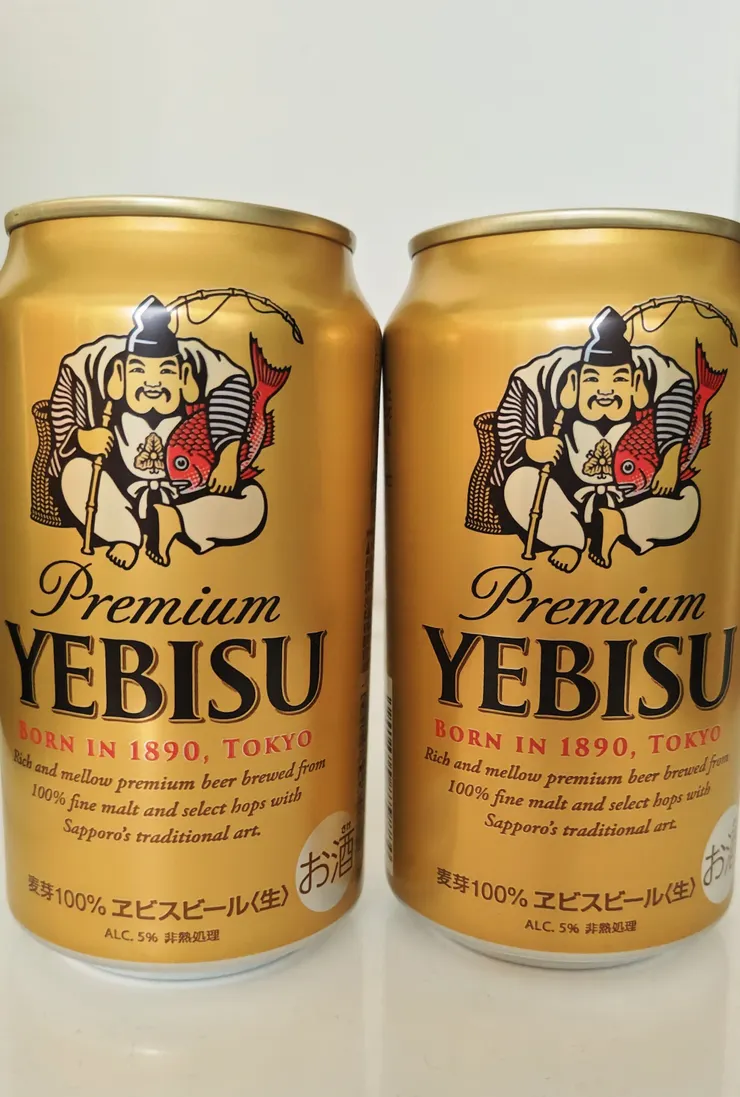 Premium
YEBISU
BORN IN 1890, TOKYO
Rich and mellow premium beer brewed from
100% fine malt and select hops with
Sapporo's traditional art.
お酒
麦芽100% ヱビスビール〈生〉
ALC. 5% 非熱処理
Premium
YEBISU
BORN IN 1890, TOKYO
Rich and mellow premium beer brewed from
100% fine malt and select hops with
Sapporo's traditional art.
お
麦芽100% ヱビスビール〈生〉
ALC. 5% 非熱処理